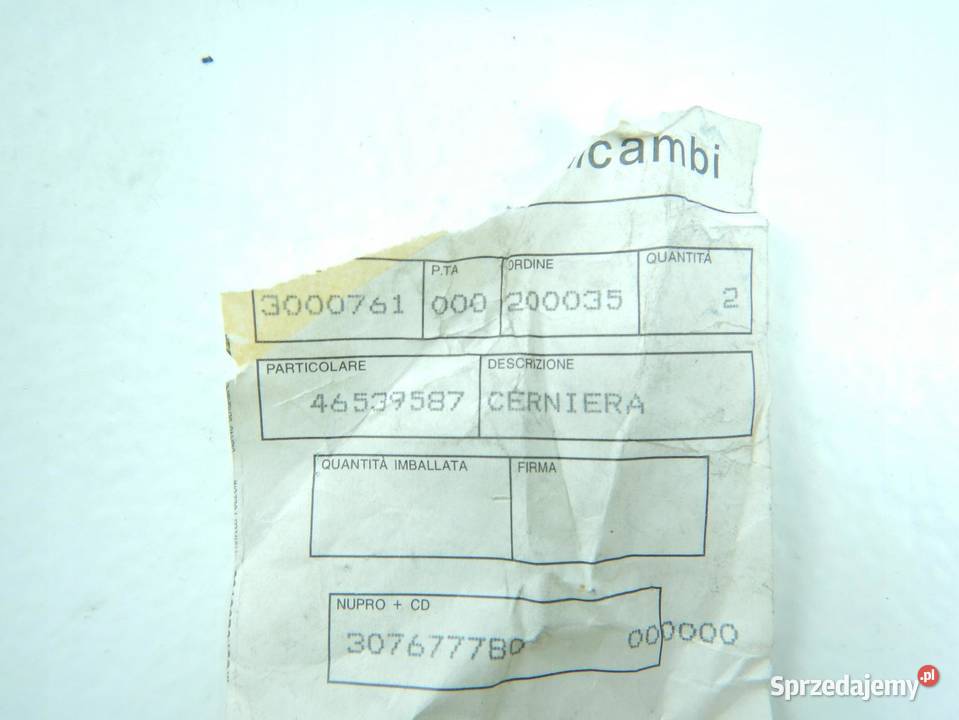 icambi
P.TA ORDINE QUANTITÀ
3000761 000 200035 2
PARTICOLARE DESCRIZIONE
46539587 CERNIERA
QUANTITÀ IMBALLATA FIRMA
NUPRO + CD
30767778P 000000
Sprzedajemy.pl